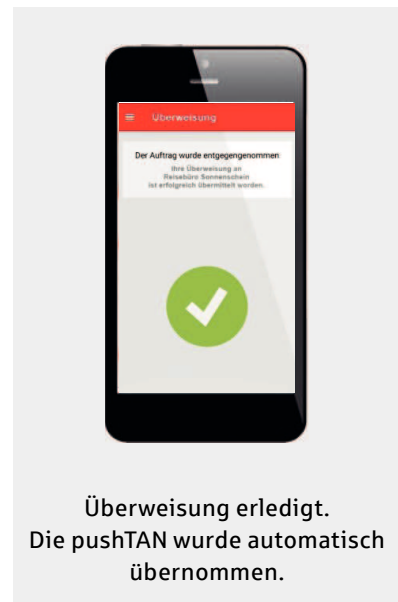 Überweisung
Der Auftrag wurde entgegengenommen
Ihre Überweisung an
Reisebüro Sonnenschein
ist erfolgreich übermittelt worden.
Überweisung erledigt.
Die pushTAN wurde automatisch
übernommen.